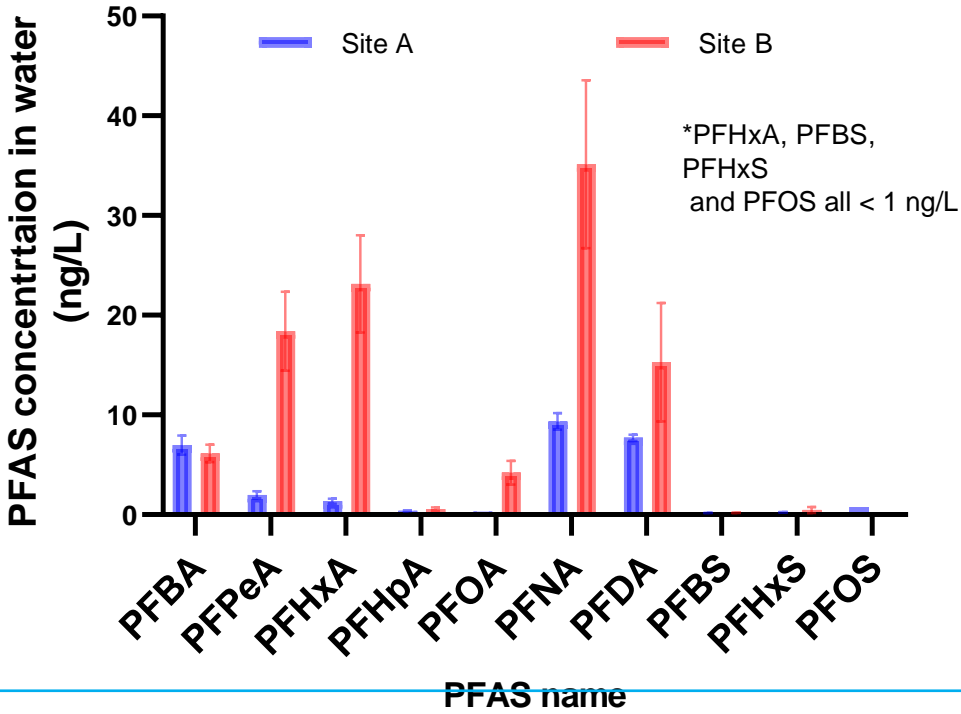 PFAS concentrtaion in water
(ng/L)
50
40
30
20
10
0
Site A
Site B
*PFHxA, PFBS,
PFHxS
and PFOS all < 1 ng/L
PFBA
PFPeA
PFHxA
PFHpA
PFOA
PFNA
PFDA
PFBS
PFHxS
PFOS
PFAS name